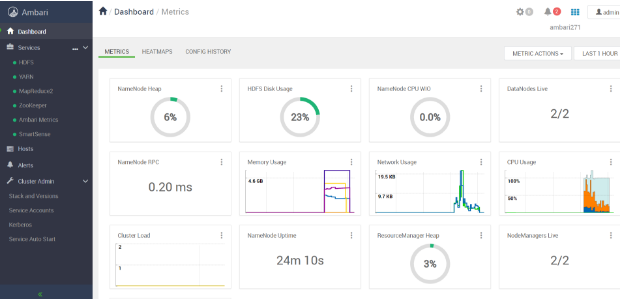 Ambari
Dashboard / Metrics
0
2
admin
ambari271
Dashboard
Services
HDFS
YARN
MapReduce2
ZooKeeper
Ambari Metrics
SmartSense
Hosts
Alerts
Cluster Admin
Stack and Versions
Service Accounts
Kerberos
Service Auto Start
METRICS
HEATMAPS
CONFIG HISTORY
METRIC ACTIONS
LAST 1 HOUR
NameNode Heap
6%
HDFS Disk Usage
23%
NameNode CPU WIO
0.0%
DataNodes Live
2/2
NameNode RPC
0.20 ms
Memory Usage
4.6 GB
Network Usage
19.5 KB
9.7 KB
CPU Usage
100%
50%
Cluster Load
2
1
NameNode Uptime
24m 10s
ResourceManager Heap
3%
NodeManagers Live
2/2